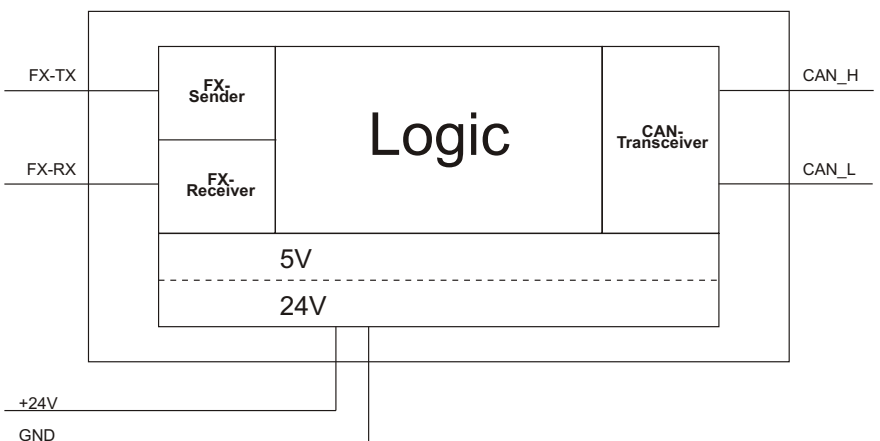 FX-TX
FX-
Sender
Logic
CAN-
Transceiver
CAN_H
FX-RX
FX-
Receiver
CAN_L
5V
24V
+24V
GND